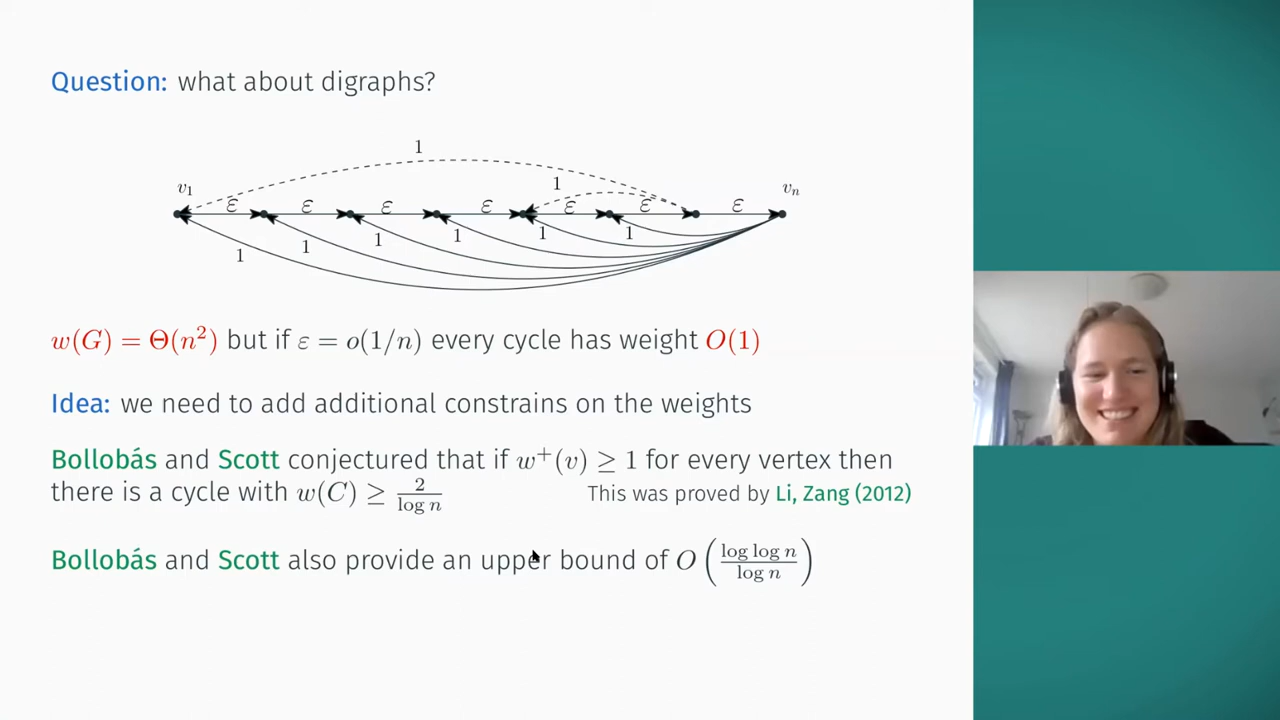 Question: what about digraphs?
1
v₁
1
vₙ
ε ε ε ε ε ε ε
1 1 1 1 1 1
w(G) = Θ(n²) but if ε = o(1/n) every cycle has weight O(1)
Idea: we need to add additional constrains on the weights
Bollobás and Scott conjectured that if w⁺(v) ≥ 1 for every vertex then
there is a cycle with w(C) ≥ 2/log n
This was proved by Li, Zang (2012)
Bollobás and Scott also provide an upper bound of O(log log n/log n)